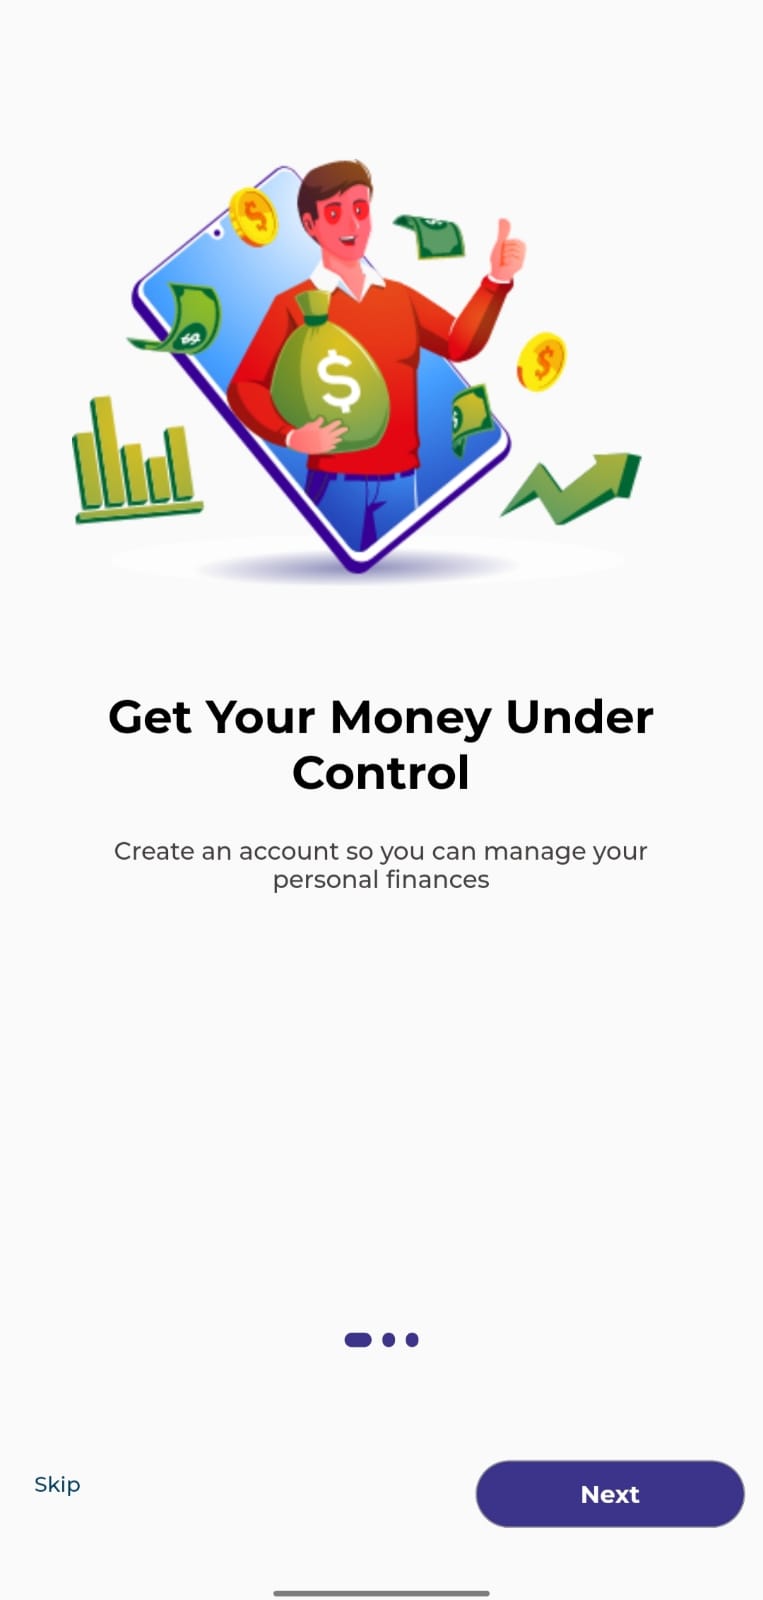 $
$
$
Get Your Money Under
Control
Create an account so you can manage your
personal finances
Skip
Next